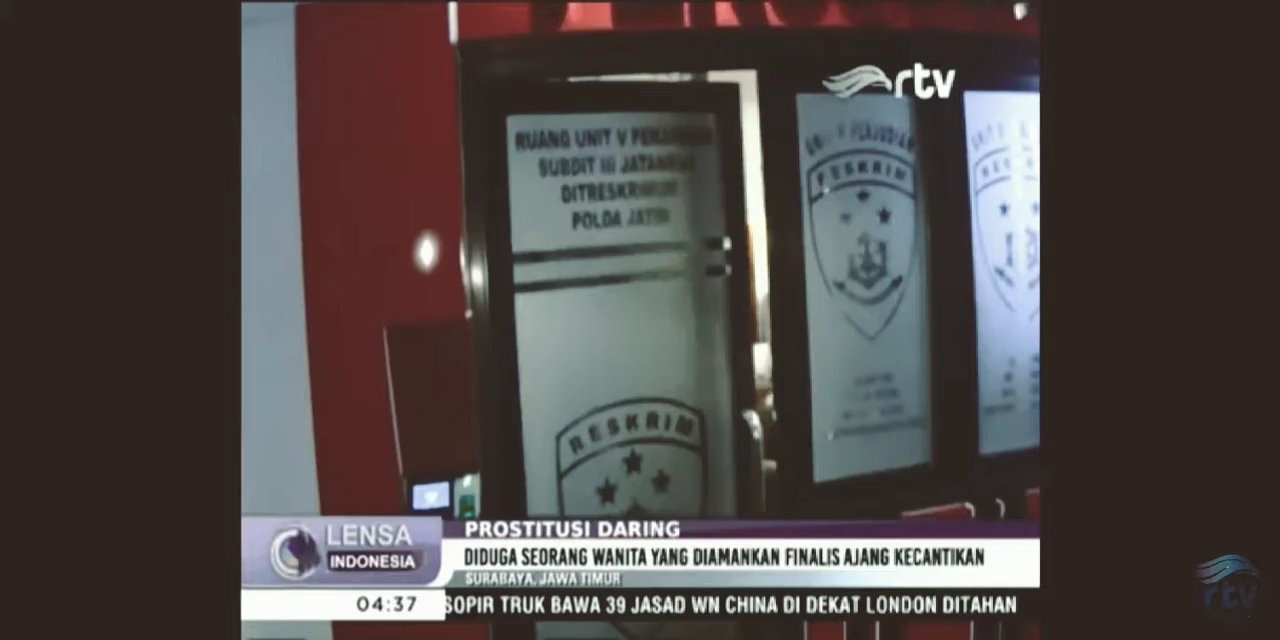 rtv
RUANG UNIT V PERJUDIAN
SUBDIT III JATANRAS
DITRESKRIMUM
POLDA JATIM
UNIT V PERJUDIAN
RESKRIM
RESKRIM
LENSA
INDONESIA
PROSTITUSI DARING
DIDUGA SEORANG WANITA YANG DIAMANKAN FINALIS AJANG KECANTIKAN
SURABAYA, JAWA TIMUR
04:37
SOPIR TRUK BAWA 39 JASAD WN CHINA DI DEKAT LONDON DITAHAN
rtv